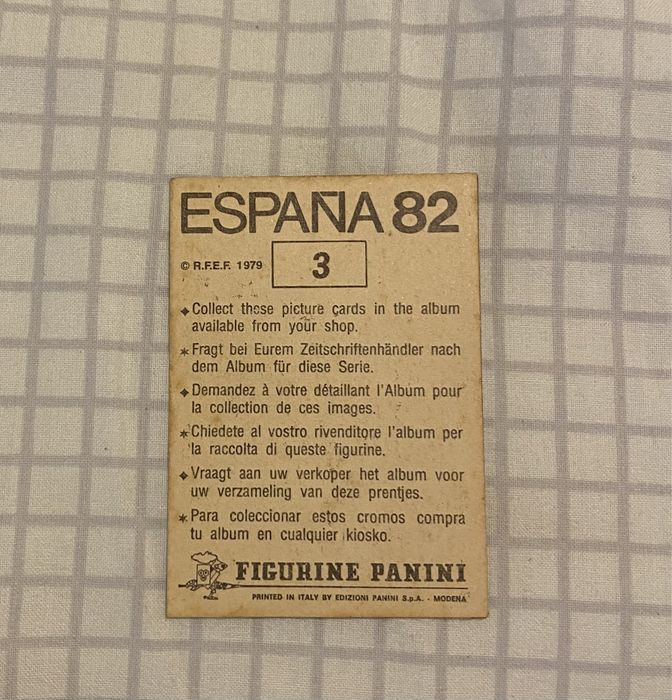 ESPAÑA 82
© R.F.E.F. 1979 3
Collect these picture cards in the album
available from your shop.
Fragt bei Eurem Zeitschriftenhändler nach
dem Album für diese Serie.
Demandez à votre détaillant l'Album pour
la collection de ces images.
Chiedete al vostro rivenditore l'album per
la raccolta di queste figurine.
Vraagt aan uw verkoper het album voor
uw verzameling van deze prentjes.
Para coleccionar estos cromos compra
tu album en cualquier kiosko.
FIGURINE PANINI
PRINTED IN ITALY BY EDIZIONI PANINI S.p.A. - MODENA